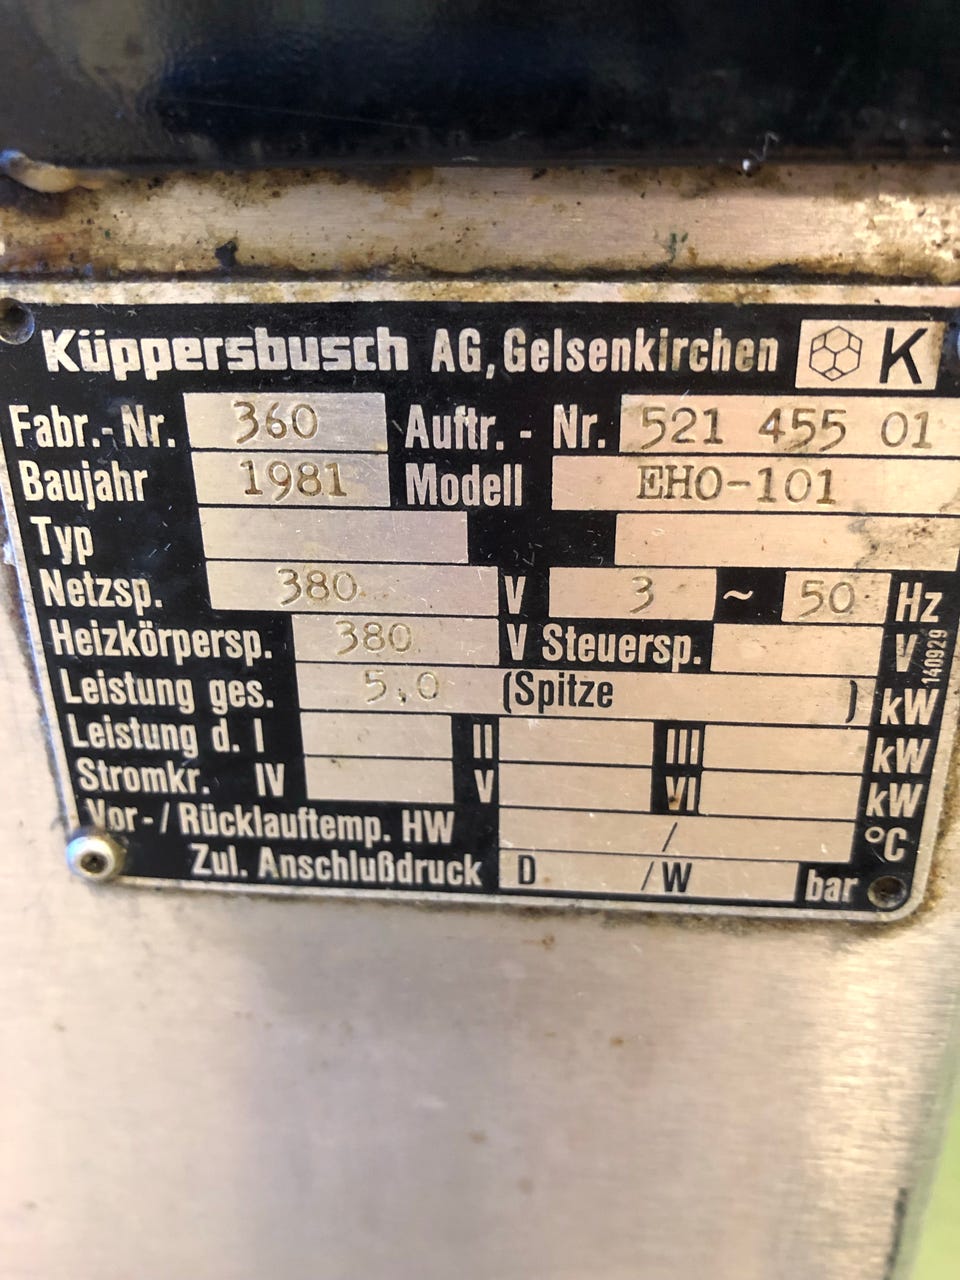 Küppersbusch AG, Gelsenkirchen K
Fabr.- Nr. 360 Auftr. - Nr. 521 455 01
Baujahr 1981 Modell EHO-101
Typ
Netzsp. 380 V 3 ~ 50 Hz
Heizkörpersp. 380 V Steuersp. V
Leistung ges. 5.0 (Spitze ) kW
Leistung d. I II III kW
Stromkr. IV V VI kW
Vor-/Rücklauftemp. HW / °C
Zul. Anschlußdruck D /W bar
140929